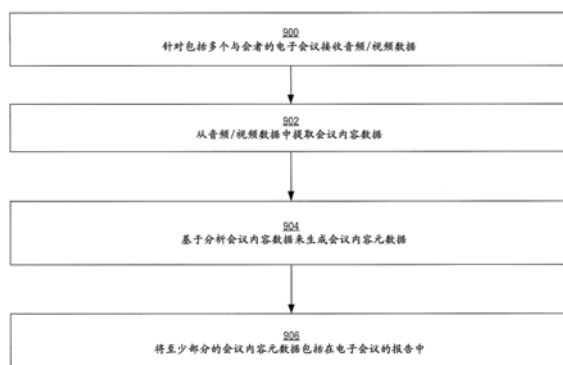 900
针对包括多个与会者的电子会议接收音频/视频数据
902
从音频/视频数据中提取会议内容数据
904
基于分析会议内容数据来生成会议内容元数据
906
将至少部分的会议内容元数据包括在电子会议的报告中